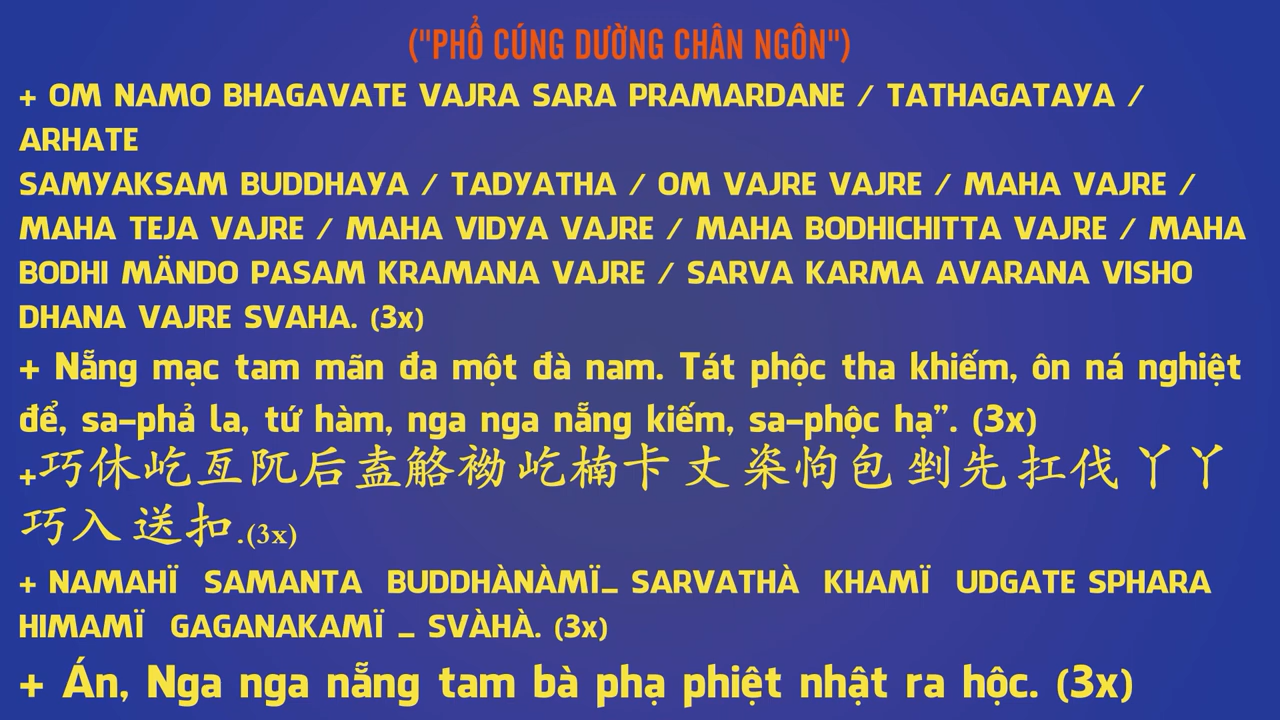 ("PHỔ CÚNG DƯỜNG CHÂN NGÔN")
+ OM NAMO BHAGAVATE VAJRA SARA PRAMARDANE / TATHAGATAYA /
ARHATE
SAMYAKSAM BUDDHAYA / TADYATHA / OM VAJRE VAJRE / MAHA VAJRE /
MAHA TEJA VAJRE / MAHA VIDYA VAJRE / MAHA BODHICHITTA VAJRE / MAHA
BODHI MÄNDO PASAM KRAMANA VAJRE / SARVA KARMA AVARANA VISHO
DHANA VAJRE SVAHA. (3x)
+ Nẵng mạc tam mãn đa một đà nam. Tát phộc tha khiếm, ôn ná nghiệt
để, sa-phả la, tứ hàm, nga nga nẵng kiếm, sa-phộc hạ”. (3x)
+巧休屹亙阢后盍觡袎 屹楠卡 丈 粢怐包 剉先 扛伐 丫丫
巧入 送扣.(3x)
+ NAMAHÏ SAMANTA BUDDHÀNÀMÏ_ SARVATHÀ KHAMÏ UDGATE SPHARA
HIMAMÏ GAGANAKAMÏ _ SVÀHÀ. (3x)
+ Án, Nga nga nẵng tam bà phạ phiệt nhật ra hộc. (3x)